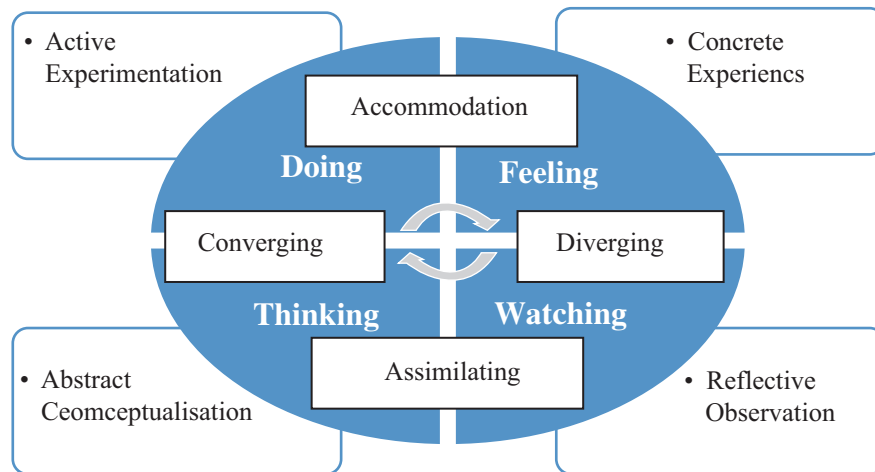 • Active
Experimentation
• Concrete
Experiencs
Accommodation
Doing
Feeling
Converging
Diverging
Thinking
Watching
Assimilating
• Abstract
Ceomceptualisation
• Reflective
Observation